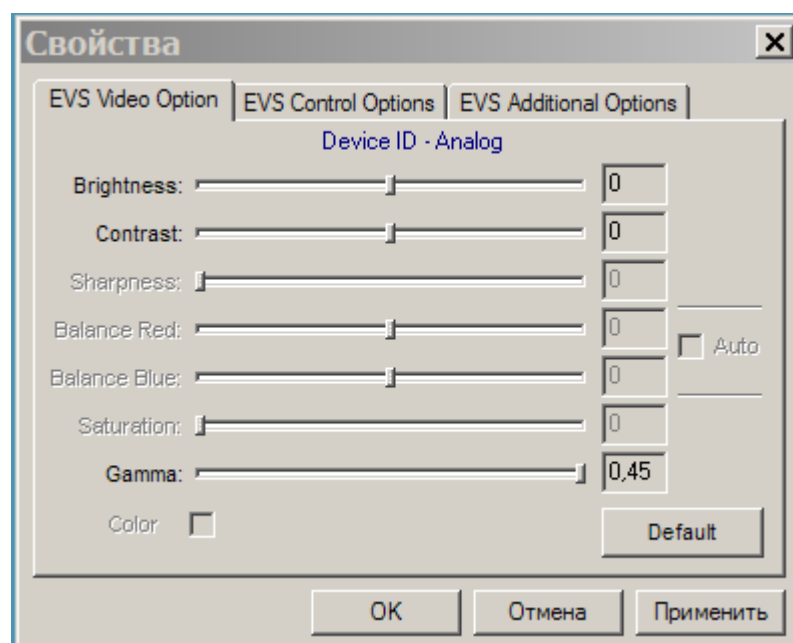 Свойства
EVS Video Option EVS Control Options EVS Additional Options
Device ID - Analog
Brightness: 0
Contrast: 0
Sharpness: 0
Balance Red: 0
Auto
Balance Blue: 0
Saturation: 0
Gamma: 0,45
Color
Default
OK Отмена Применить